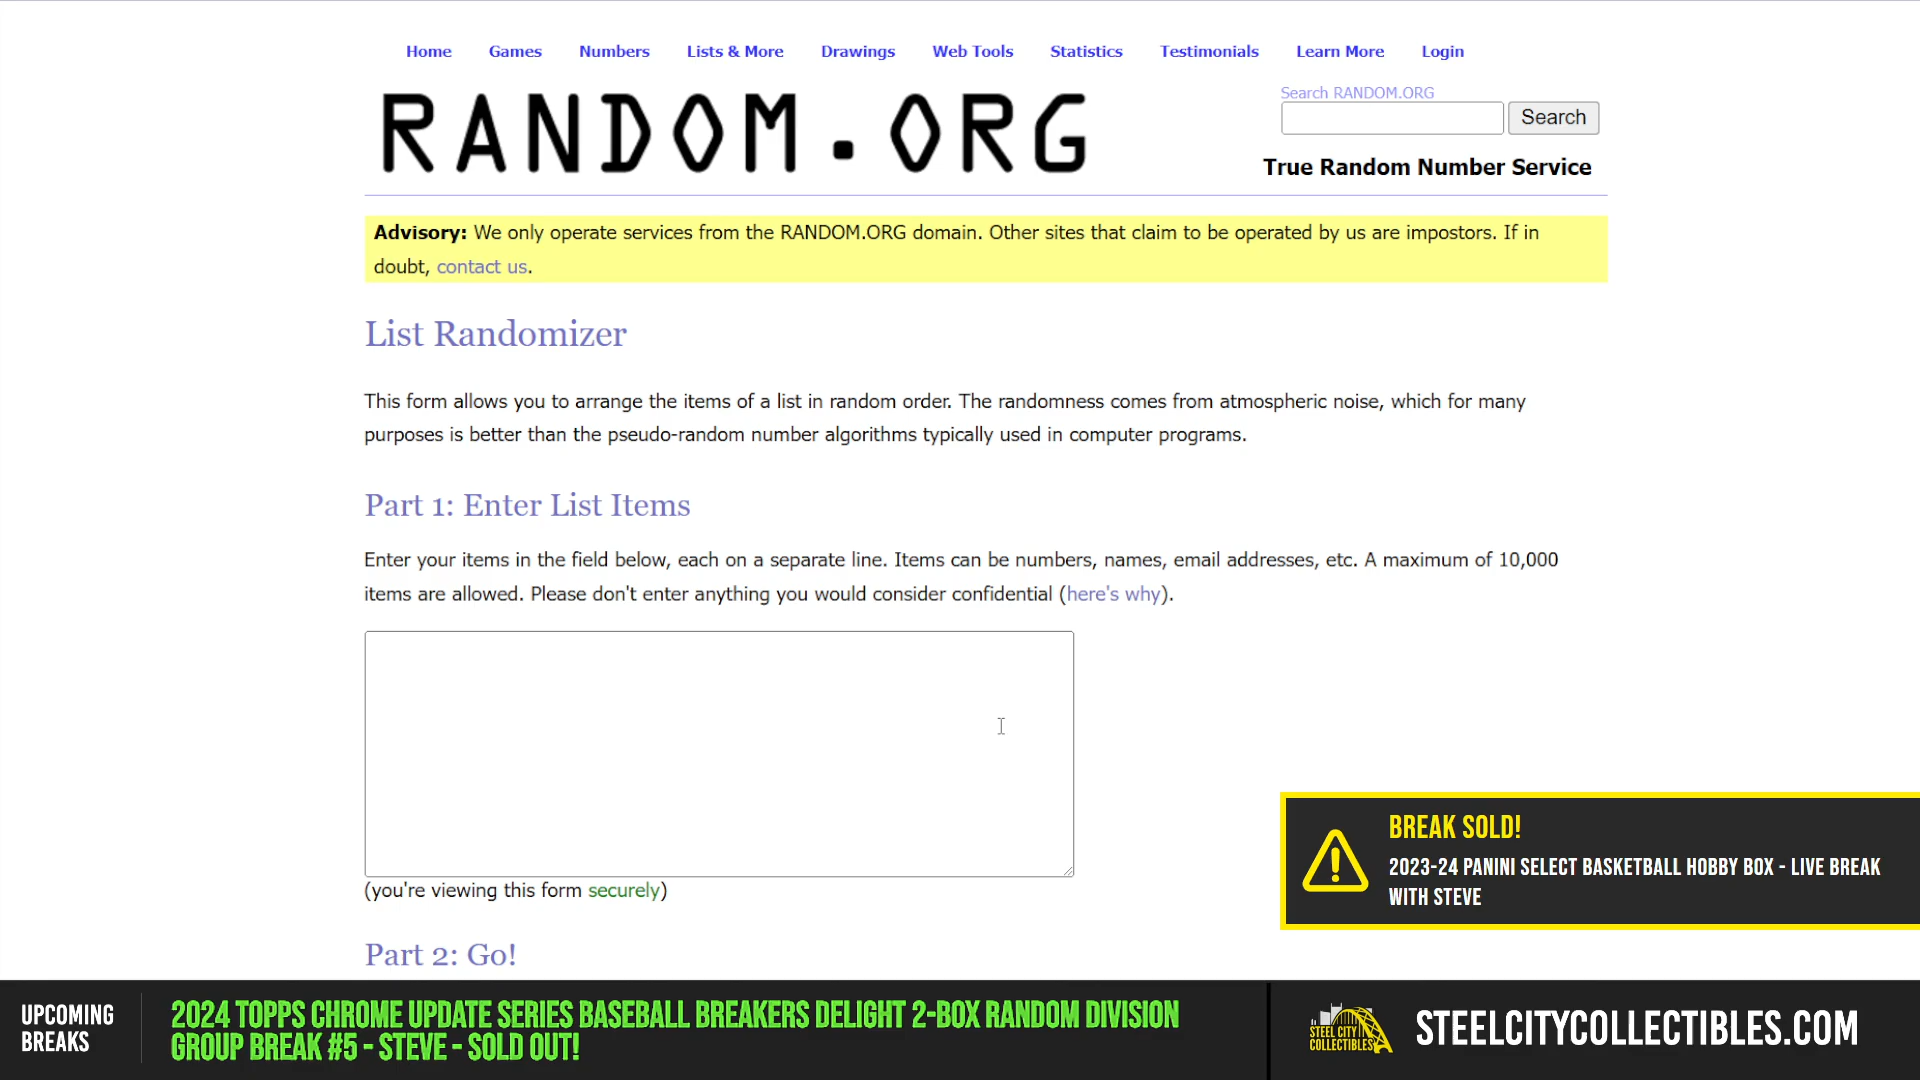 Home Games Numbers Lists & More Drawings Web Tools Statistics Testimonials Learn More Login
RANDOM.ORG
Search RANDOM.ORG
Search
True Random Number Service
Advisory: We only operate services from the RANDOM.ORG domain. Other sites that claim to be operated by us are impostors. If in
doubt, contact us.
List Randomizer
This form allows you to arrange the items of a list in random order. The randomness comes from atmospheric noise, which for many
purposes is better than the pseudo-random number algorithms typically used in computer programs.
Part 1: Enter List Items
Enter your items in the field below, each on a separate line. Items can be numbers, names, email addresses, etc. A maximum of 10,000
items are allowed. Please don't enter anything you would consider confidential (here's why).
(you're viewing this form securely)
Part 2: Go!
BREAK SOLD!
2023-24 PANINI SELECT BASKETBALL HOBBY BOX - LIVE BREAK
WITH STEVE
UPCOMING
BREAKS
2024 TOPPS CHROME UPDATE SERIES BASEBALL BREAKERS DELIGHT 2-BOX RANDOM DIVISION
GROUP BREAK #5 - STEVE - SOLD OUT!
STEEL CITY
COLLECTIBLES
STEELCITYCOLLECTIBLES.COM